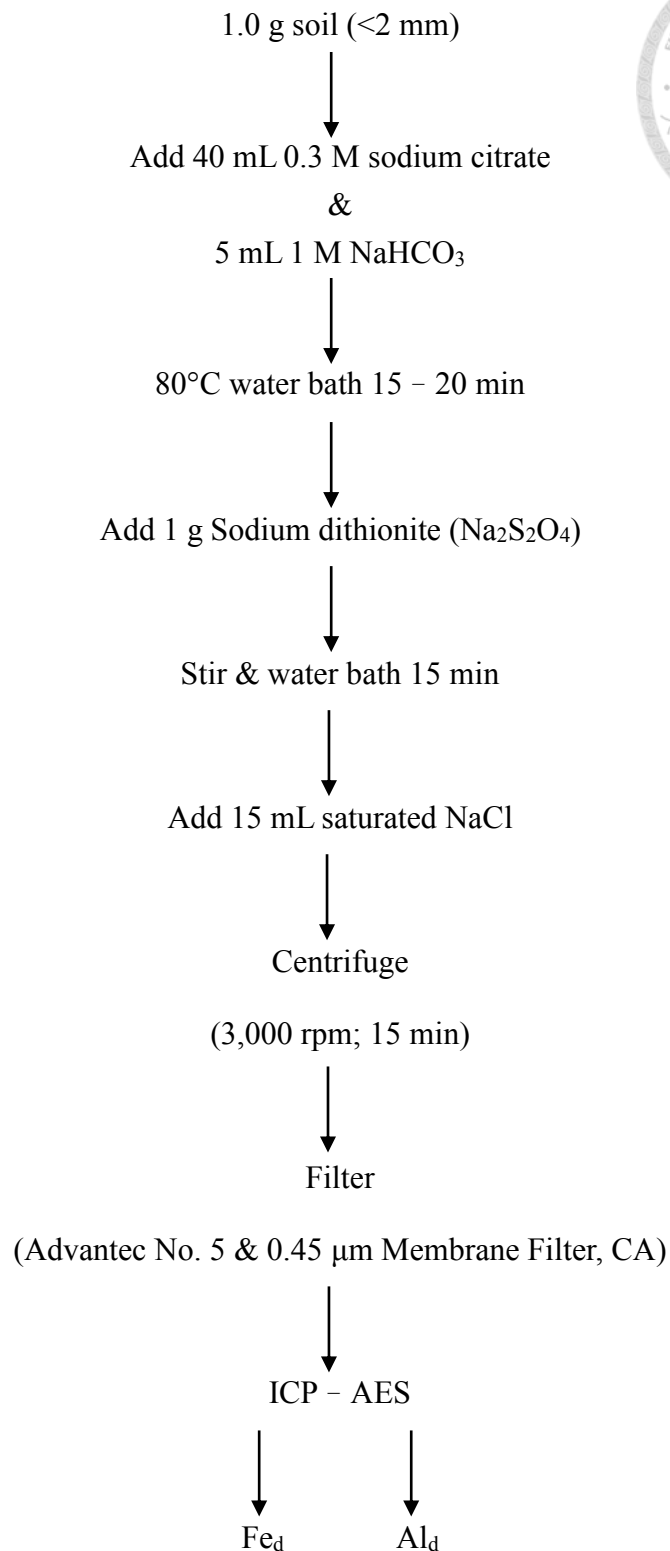 1.0 g soil (<2 mm)
Add 40 mL 0.3 M sodium citrate
&
5 mL 1 M NaHCO₃
80°C water bath 15 – 20 min
Add 1 g Sodium dithionite (Na₂S₂O₄)
Stir & water bath 15 min
Add 15 mL saturated NaCl
Centrifuge
(3,000 rpm; 15 min)
Filter
(Advantec No. 5 & 0.45 μm Membrane Filter, CA)
ICP – AES
Fe_d Al_d